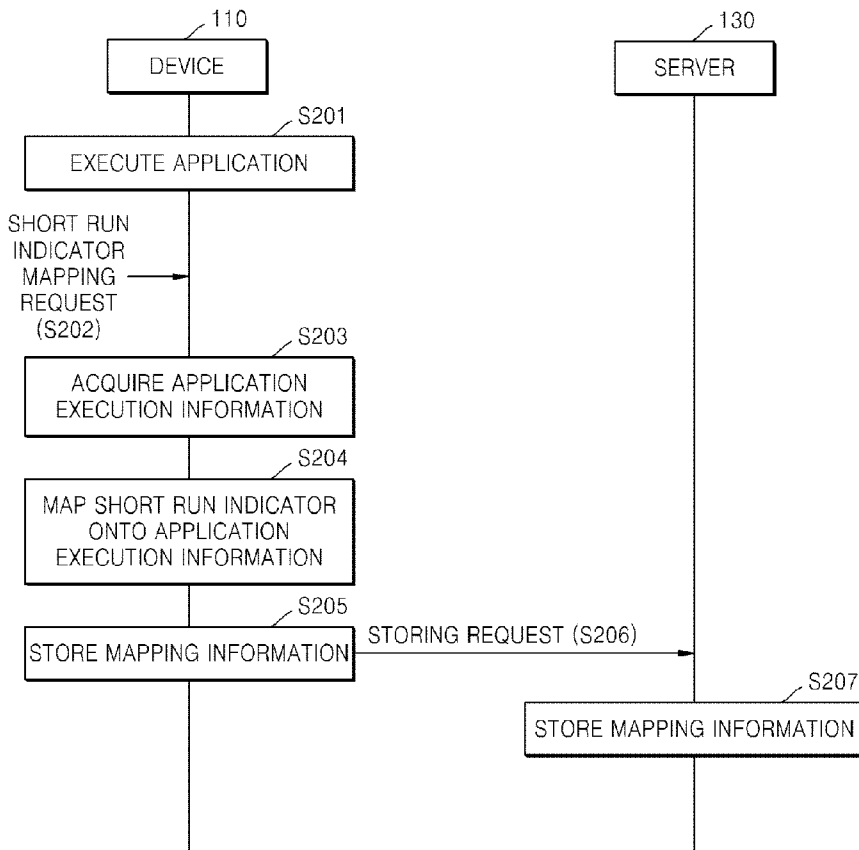 110
DEVICE
130
SERVER
S201
EXECUTE APPLICATION
SHORT RUN
INDICATOR
MAPPING
REQUEST
(S202)
S203
ACQUIRE APPLICATION
EXECUTION INFORMATION
S204
MAP SHORT RUN INDICATOR
ONTO APPLICATION
EXECUTION INFORMATION
S205
STORE MAPPING INFORMATION
STORING REQUEST (S206)
S207
STORE MAPPING INFORMATION